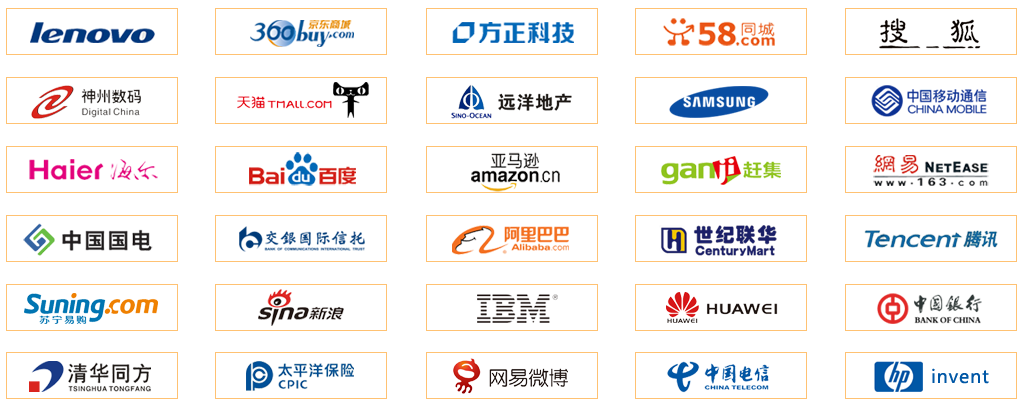 lenovo
360buy.com 京东商城
方正科技
58同城.com
搜狐
神州数码
Digital China
天猫 TMALL.COM
SINO-OCEAN 远洋地产
SAMSUNG
中国移动通信
CHINA MOBILE
Haier 海尔
Bai du 百度
亚马逊
amazon.cn
ganji 赶集
網易 NETEASE
www.163.com
中国国电
交銀国际信托
BANK OF COMMUNICATIONS INTERNATIONAL TRUST
阿里巴巴
Alibaba.com
世纪联华
CenturyMart
Tencent 腾讯
Suning.com
苏宁易购
sina 新浪
IBM®
HUAWEI HUAWEI
中国銀行
BANK OF CHINA
清华同方
TSINGHUA TONGFANG
太平洋保险
CPIC
网易微博
中国电信
CHINA TELECOM
hp invent